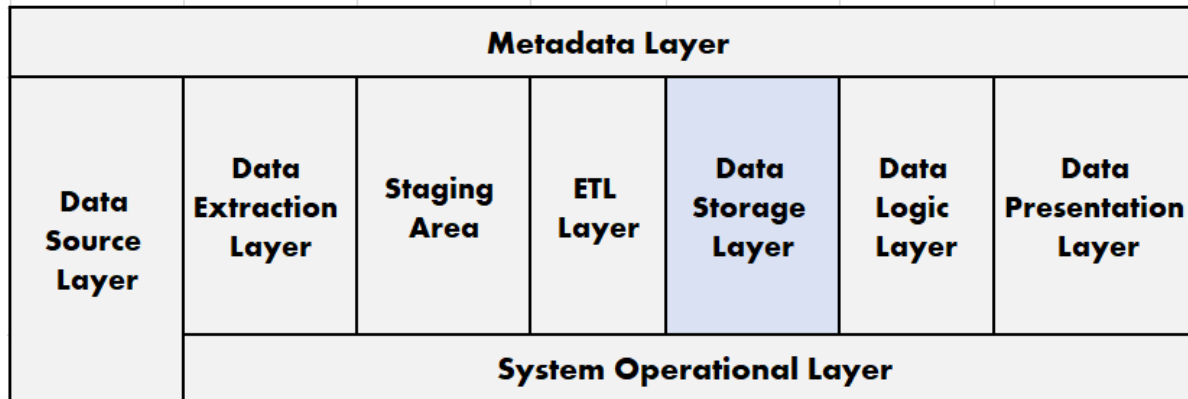 Metadata Layer
Data
Source
Layer
Data
Extraction
Layer
Staging
Area
ETL
Layer
Data
Storage
Layer
Data
Logic
Layer
Data
Presentation
Layer
System Operational Layer